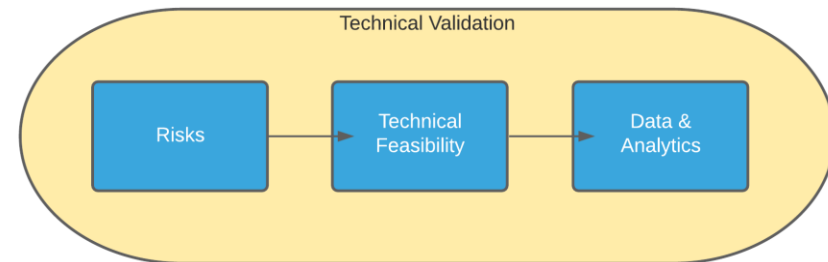 Technical Validation
Risks
Technical
Feasibility
Data &
Analytics